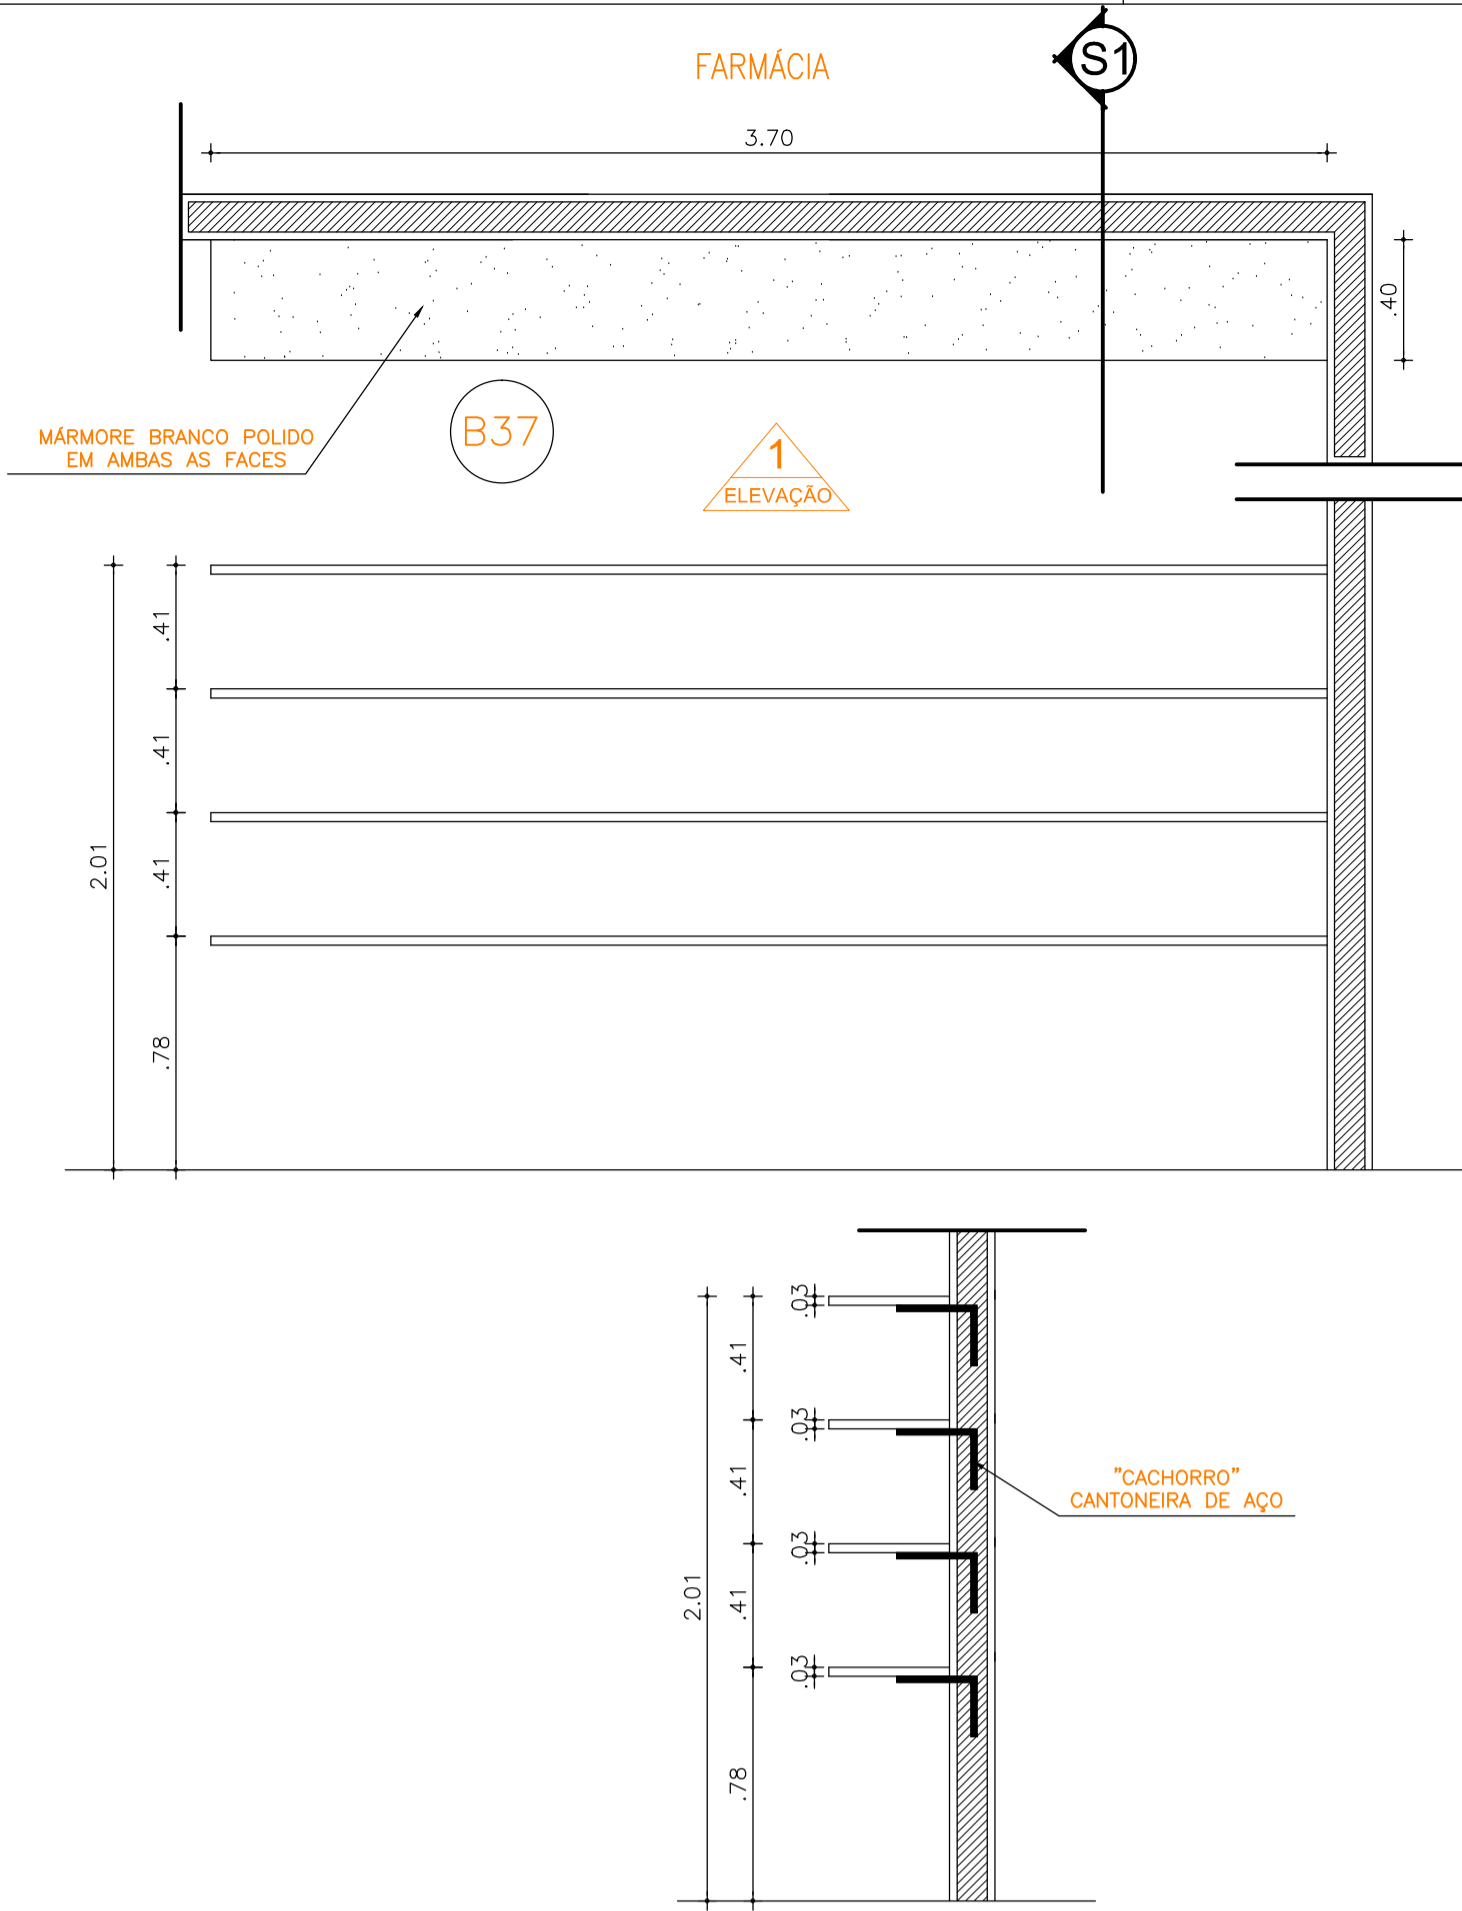 FARMÁCIA
S1
3.70
.40
MÁRMORE BRANCO POLIDO
EM AMBAS AS FACES
B37
1
ELEVAÇÃO
.41
.41
2.01
.41
.78
.03
.41
.03
.41
"CACHORRO"
CANTONEIRA DE AÇO
.03
2.01
.41
.03
.78